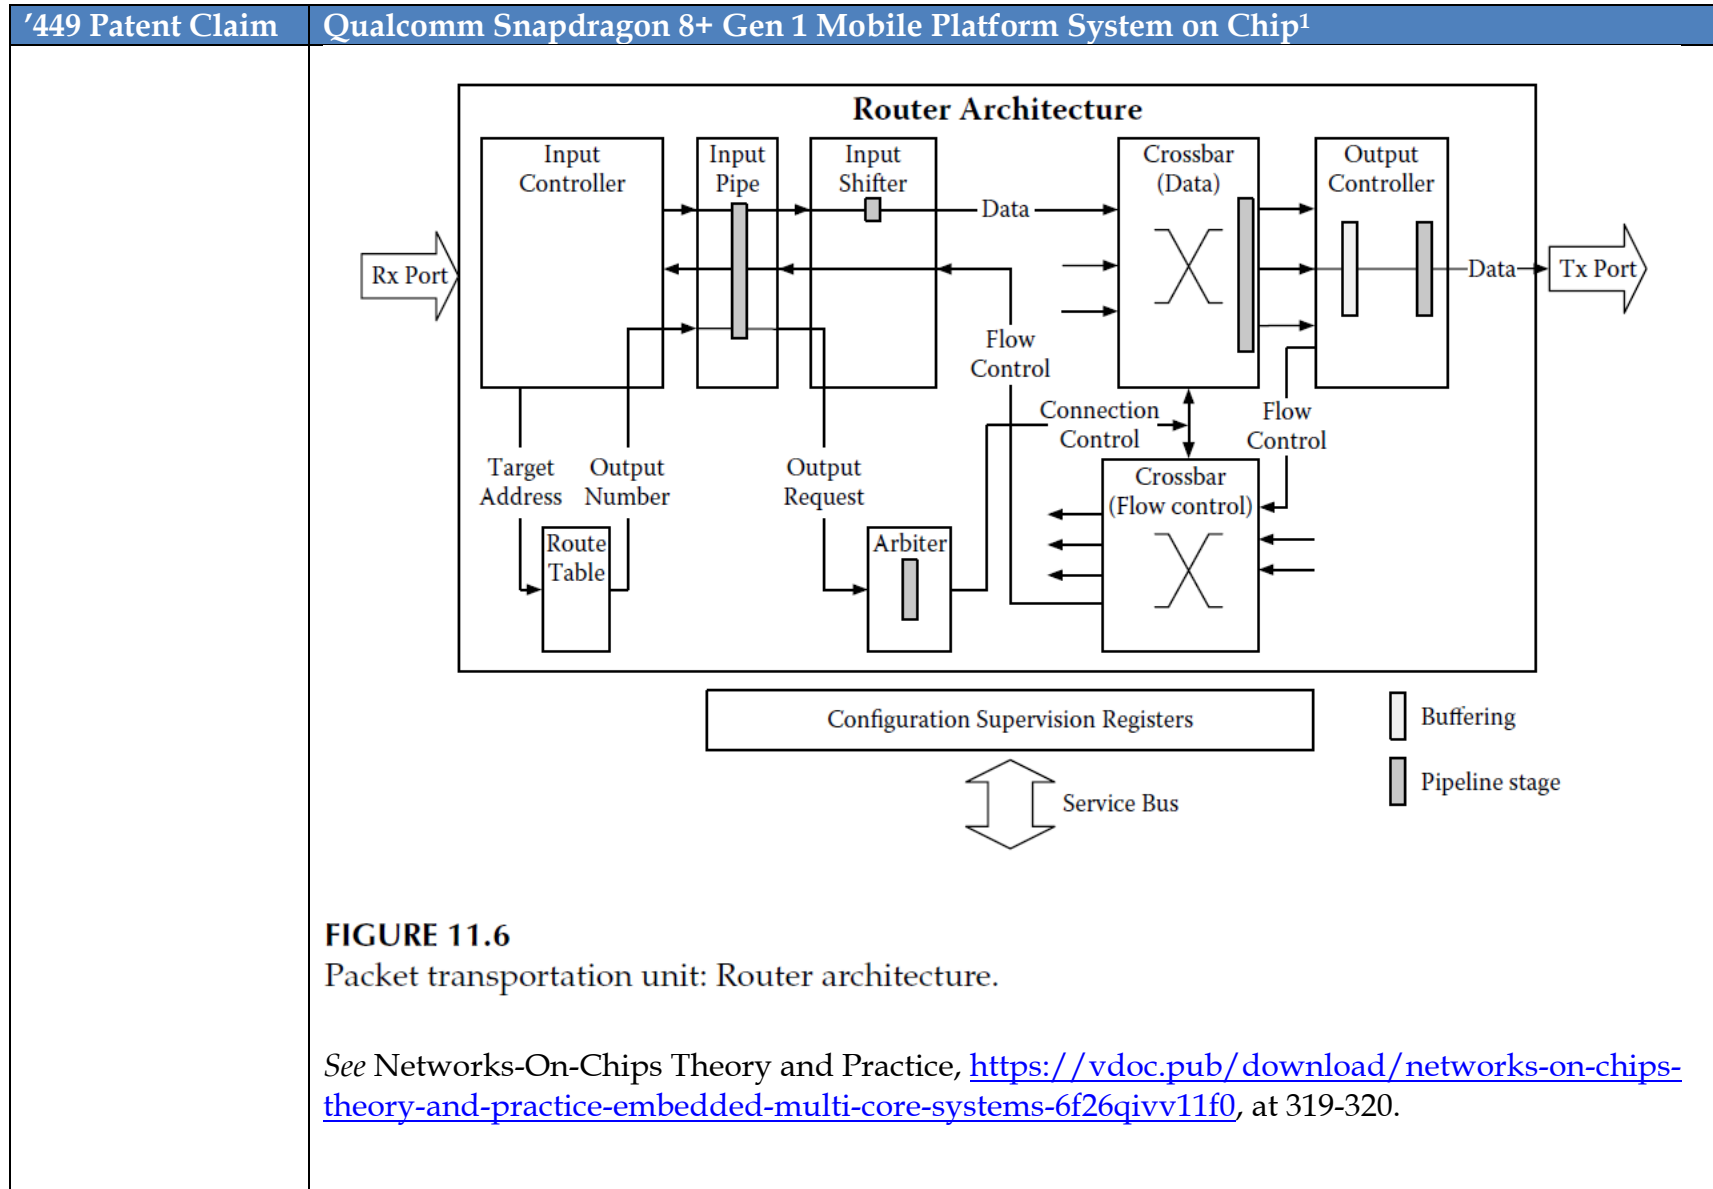 ’449 Patent Claim
Qualcomm Snapdragon 8+ Gen 1 Mobile Platform System on Chip1
Router Architecture
Input
Controller
Input
Pipe
Input
Shifter
Crossbar
(Data)
Output
Controller
Rx Port
Data
Data
Tx Port
Flow
Control
Connection
Control
Flow
Control
Target
Address
Output
Number
Output
Request
Crossbar
(Flow control)
Route
Table
Arbiter
Configuration Supervision Registers
Buffering
Pipeline stage
Service Bus
FIGURE 11.6
Packet transportation unit: Router architecture.
See Networks-On-Chips Theory and Practice, https://vdoc.pub/download/networks-on-chips-
theory-and-practice-embedded-multi-core-systems-6f26qivv11f0, at 319-320.